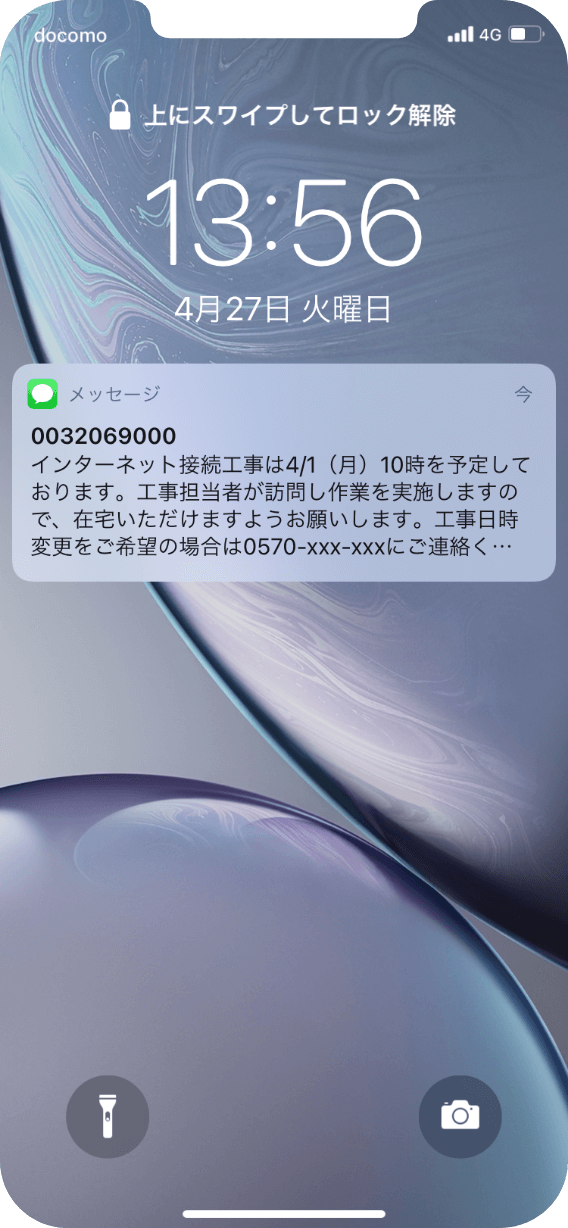 docomo
4G
上にスワイプしてロック解除
13:56
4月27日 火曜日
メッセージ
今
0032069000
インターネット接続工事は4/1（月）10時を予定して
おります。工事担当者が訪問し作業を実施しますの
で、在宅いただけますようお願いします。工事日時
変更をご希望の場合は0570-xxx-xxxにご連絡く…